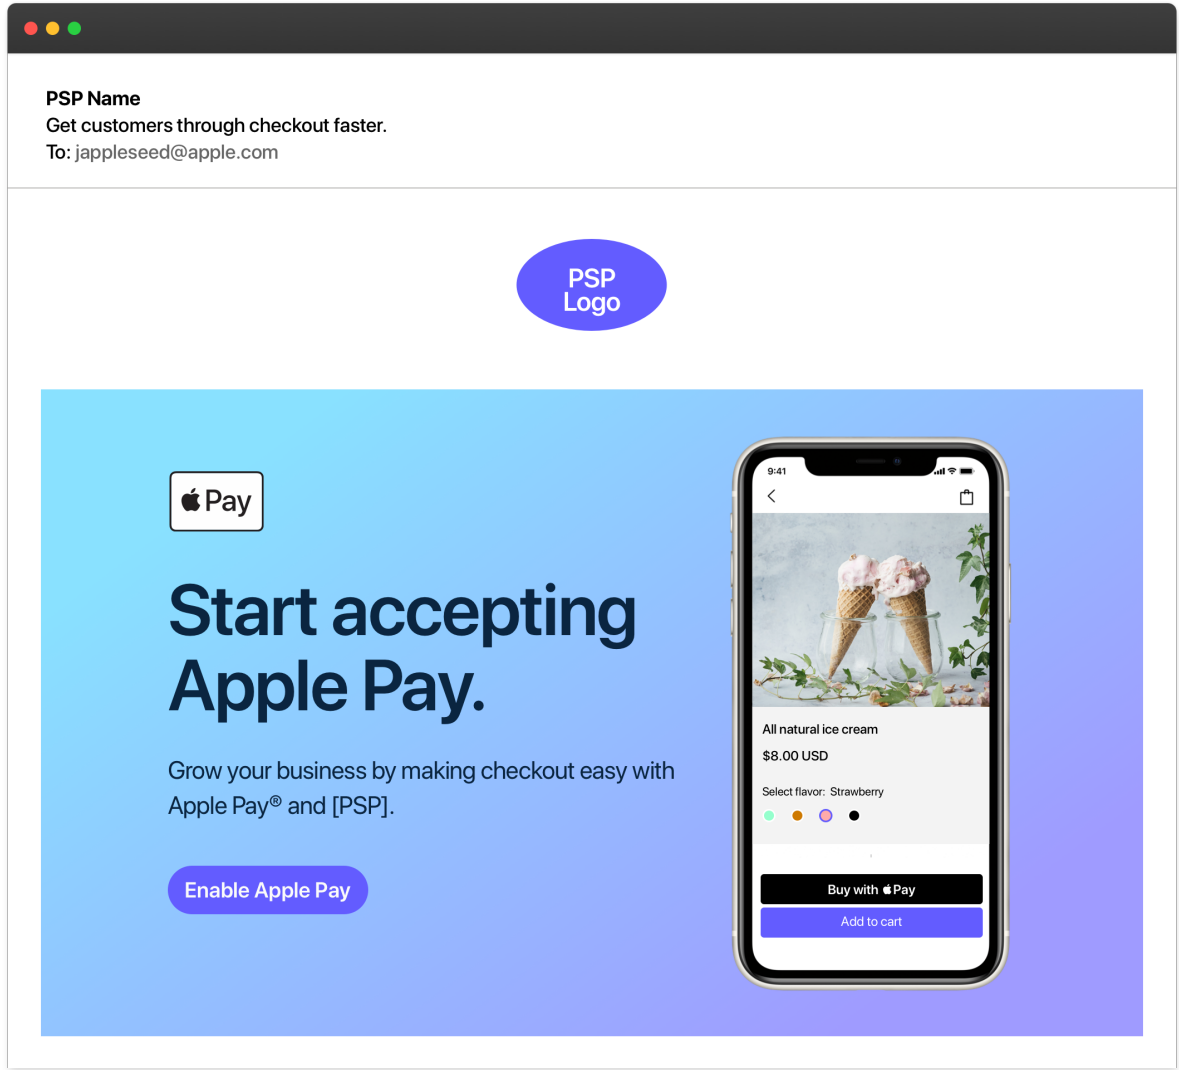 PSP Name
Get customers through checkout faster.
To: jappleseed@apple.com
PSP
Logo
Pay
Start accepting
Apple Pay.
Grow your business by making checkout easy with
Apple Pay® and [PSP].
Enable Apple Pay
9:41
All natural ice cream
$8.00 USD
Select flavor: Strawberry
Buy with Pay
Add to cart